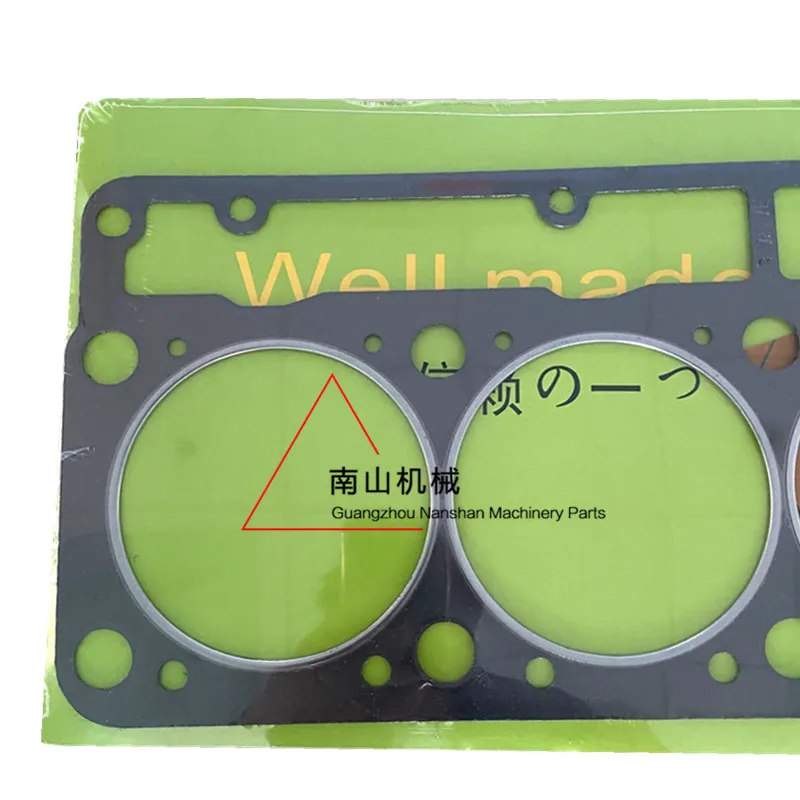 Well made
頼の一つ
南山机械
Guangzhou Nanshan Machinery Parts